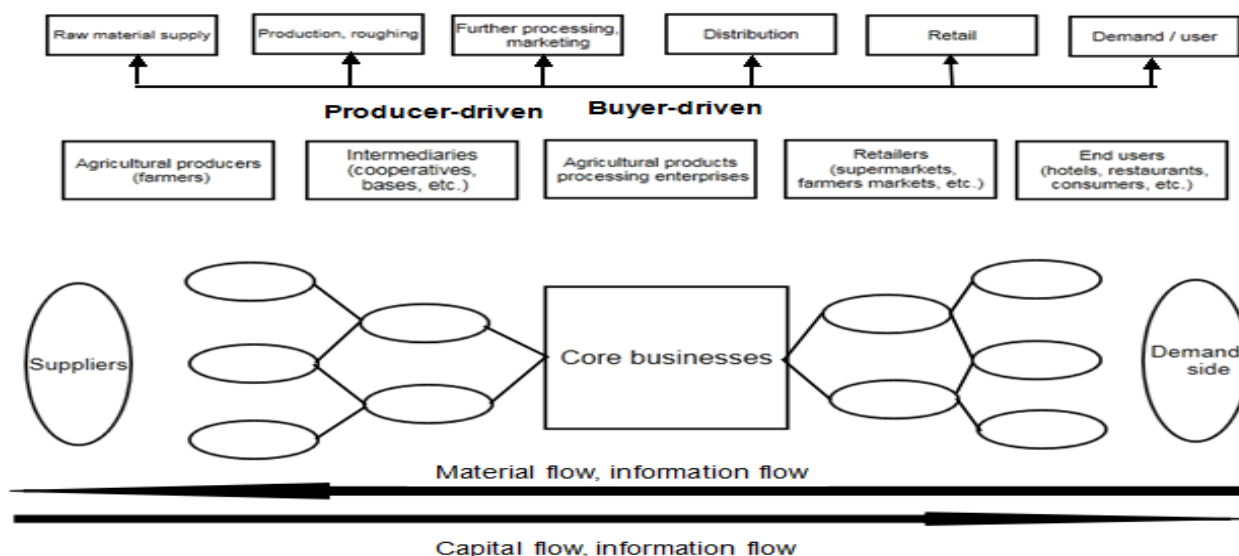 Raw material supply
Production, roughing
Further processing,
marketing
Distribution
Retail
Demand / user
Producer-driven
Buyer-driven
Agricultural producers
(farmers)
Intermediaries
(cooperatives,
bases, etc.)
Agricultural products
processing enterprises
Retailers
(supermarkets,
farmers markets, etc.)
End users
(hotels, restaurants,
consumers, etc.)
Suppliers
Core businesses
Demand
side
Material flow, information flow
Capital flow, information flow